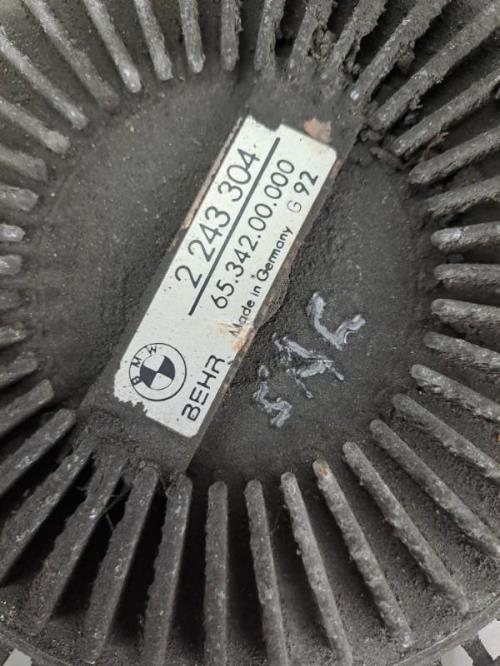 2 243 304
65.342.00.000
Made in Germany G 92
BMW
BEHR